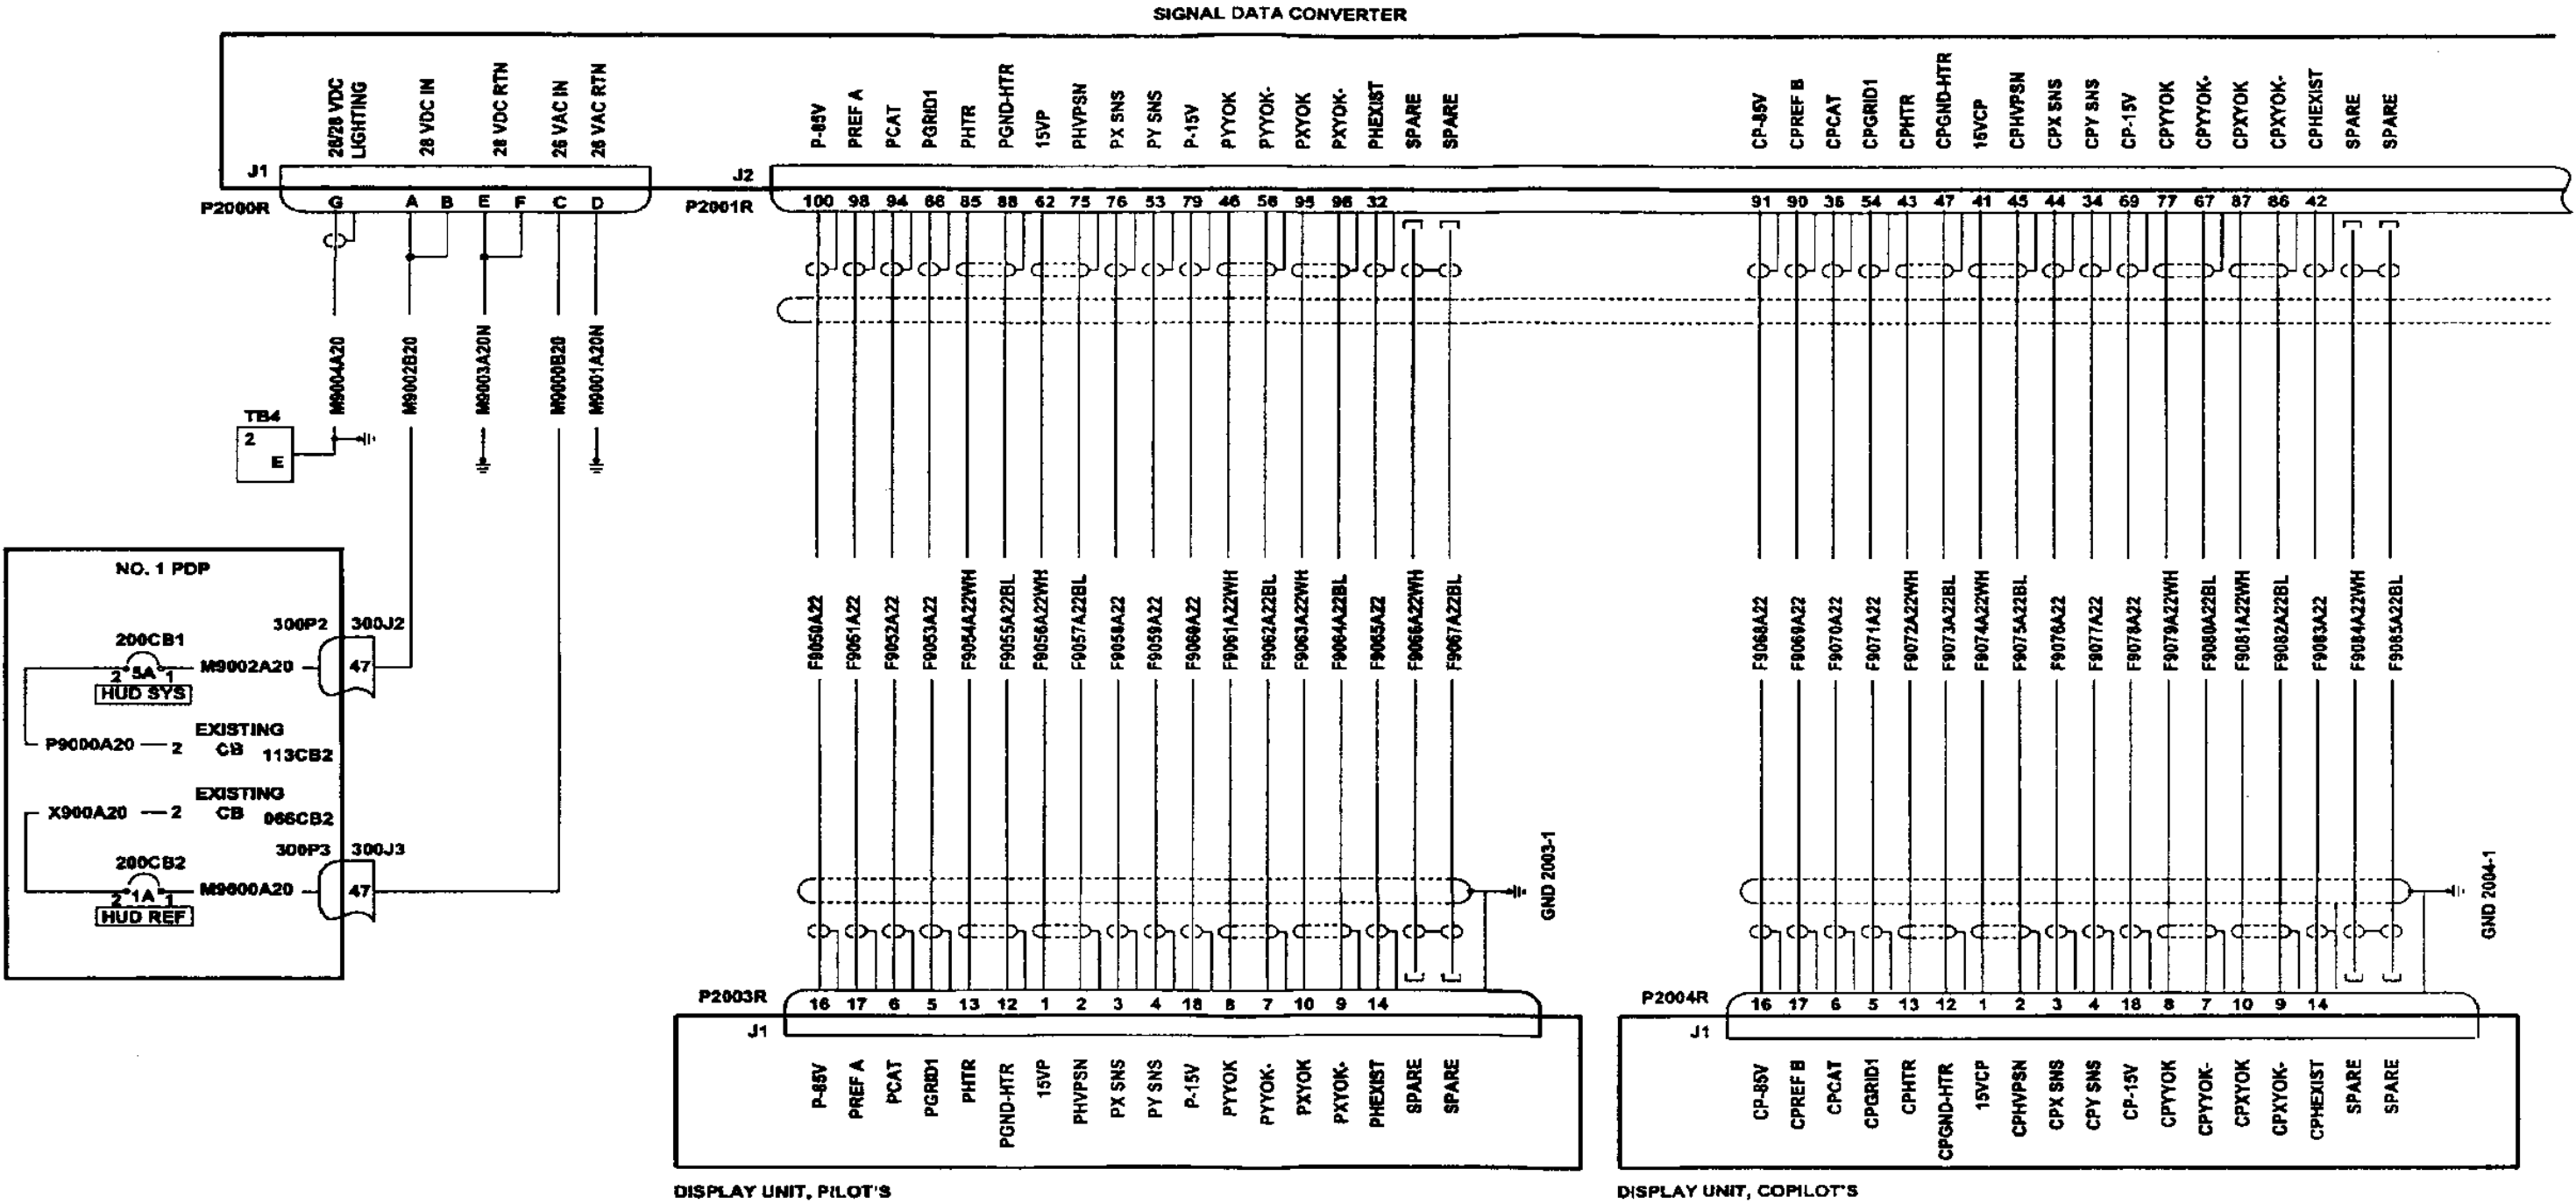 SIGNAL DATA CONVERTER
26/28 VDC
LIGHTING
28 VDC IN
28 VDC RTN
26 VAC IN
26 VAC RTN
P-85V
PREF A
PCAT
PGRID1
PHTR
PGND-HTR
15VP
PHVPSN
PX SNS
PY SNS
P-15V
PYYOK
PYYOK-
PXYOK
PXYOK-
PHEXIST
SPARE
SPARE
CP-85V
CPREF B
CPCAT
CPGRID1
CPHTR
CPGND-HTR
15VCP
CPHVPSN
CPX SNS
CPY SNS
CP-15V
CPYYOK
CPYYOK-
CPXYOK
CPXYOK-
CPHEXIST
SPARE
SPARE
J1
J2
P2000R
G A B E F C D
P2001R
100 98 94 66 85 88 62 75 76 53 79 46 56 95 96 32
91 90 36 54 43 47 41 45 44 34 69 77 67 87 86 42
M9004A20
M9002B20
M9003A20N
M9000B20
M9001A20N
TB4
2
E
NO. 1 PDP
300P2 300J2
200CB1
2 5A 1
M9002A20
47
HUD SYS
P9000A20 2
EXISTING
CB 113CB2
X900A20 2
EXISTING
CB 066CB2
300P3 300J3
200CB2
2 1A 1
M9000A20
47
HUD REF
F9050A22
F9051A22
F9052A22
F9053A22
F9054A22WH
F9055A22BL
F9056A22WH
F9057A22BL
F9058A22
F9059A22
F9060A22
F9061A22WH
F9062A22BL
F9063A22WH
F9064A22BL
F9065A22
F9066A22WH
F9067A22BL
F9068A22
F9069A22
F9070A22
F9071A22
F9072A22WH
F9073A22BL
F9074A22WH
F9075A22BL
F9076A22
F9077A22
F9078A22
F9079A22WH
F9080A22BL
F9081A22WH
F9082A22BL
F9083A22
F9084A22WH
F9085A22BL
GND 2003-1
GND 2004-1
P2003R
16 17 6 5 13 12 1 2 3 4 18 8 7 10 9 14
J1
P2004R
16 17 6 5 13 12 1 2 3 4 18 8 7 10 9 14
J1
P-85V
PREF A
PCAT
PGRID1
PHTR
PGND-HTR
15VP
PHVPSN
PX SNS
PY SNS
P-15V
PYYOK
PYYOK-
PXYOK
PXYOK-
PHEXIST
SPARE
SPARE
CP-85V
CPREF B
CPCAT
CPGRID1
CPHTR
CPGND-HTR
15VCP
CPHVPSN
CPX SNS
CPY SNS
CP-15V
CPYYOK
CPYYOK-
CPXYOK
CPXYOK-
CPHEXIST
SPARE
SPARE
DISPLAY UNIT, PILOT'S
DISPLAY UNIT, COPILOT'S